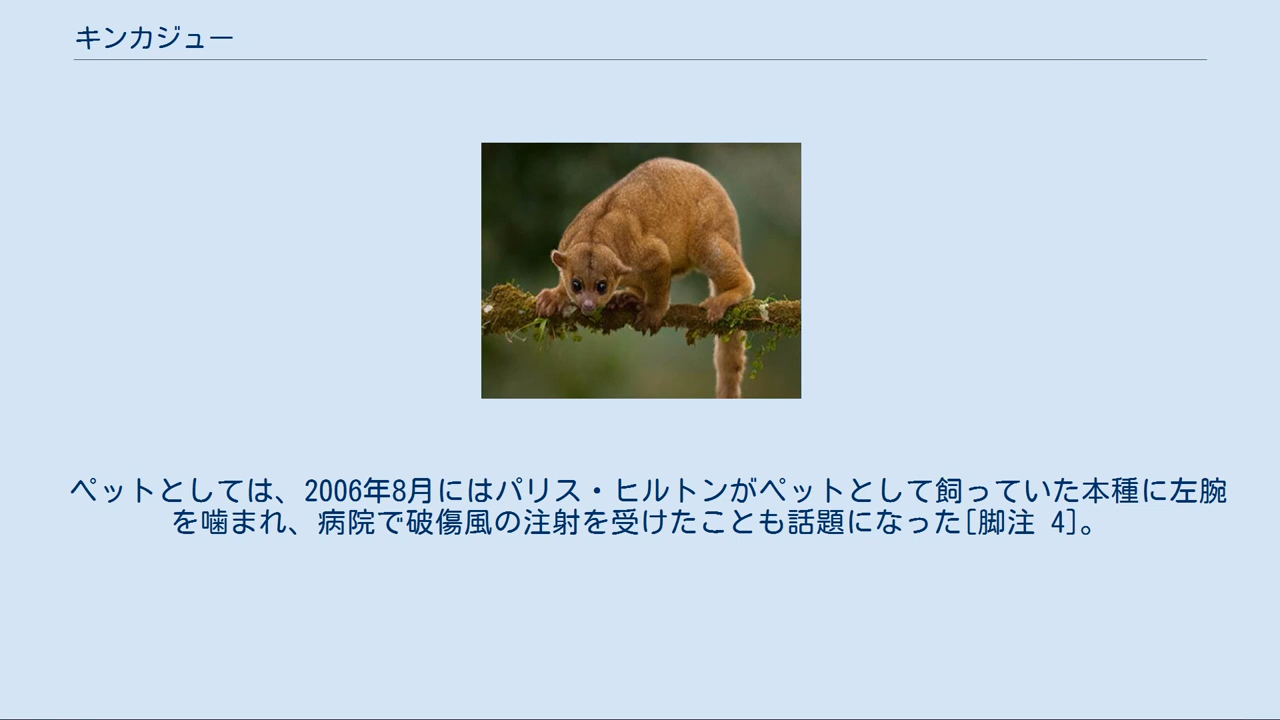 キンカジュー
ペットとしては、2006年8月にはパリス・ヒルトンがペットとして飼っていた本種に左腕
を噛まれ、病院で破傷風の注射を受けたことも話題になった[脚注 4]。